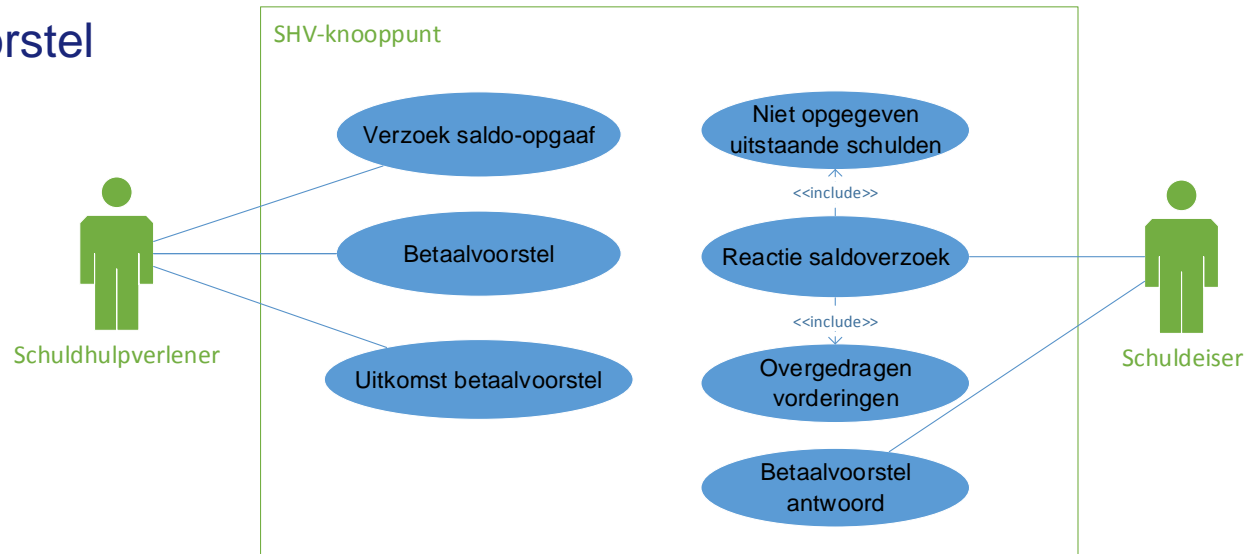 SHV-knooppunt
Verzoek saldo-opgaaf
Betaalvoorstel
Uitkomst betaalvoorstel
Schuldhulpverlener
Niet opgegeven
uitstaande schulden
<<include>>
Reactie saldoverzoek
<<include>>
Overgedragen
vorderingen
Betaalvoorstel
antwoord
Schuldeiser